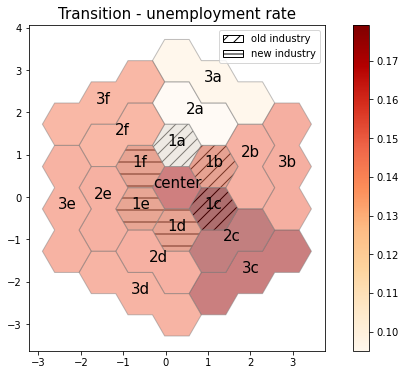 Transition - unemployment rate
old industry
new industry
3a
3f
2a
2f
1a
2b
3b
1f
1b
center
2e
3e
1e
1c
1d
2c
2d
3c
3d
4
3
2
1
0
−1
−2
−3
−3
−2
−1
0
1
2
3
0.17
0.16
0.15
0.14
0.13
0.12
0.11
0.10